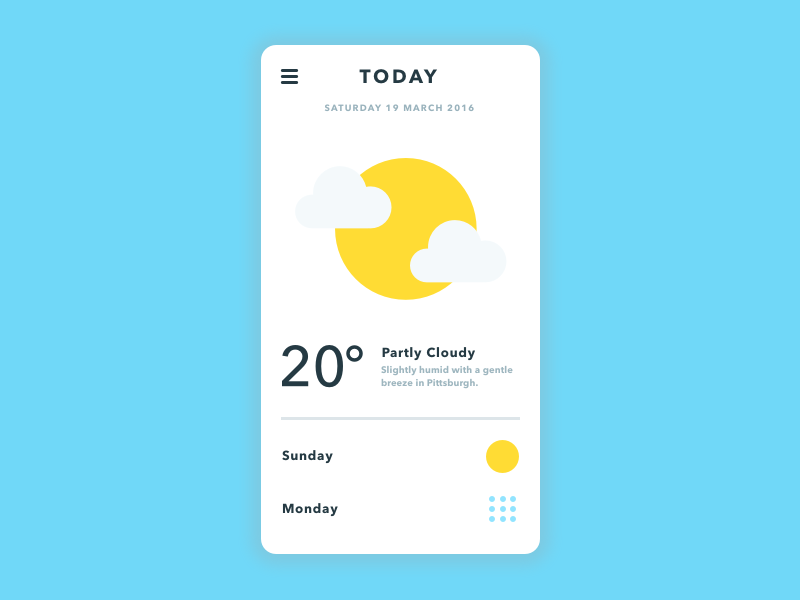 TODAY
SATURDAY 19 MARCH 2016
20°
Partly Cloudy
Slightly humid with a gentle
breeze in Pittsburgh.
Sunday
Monday